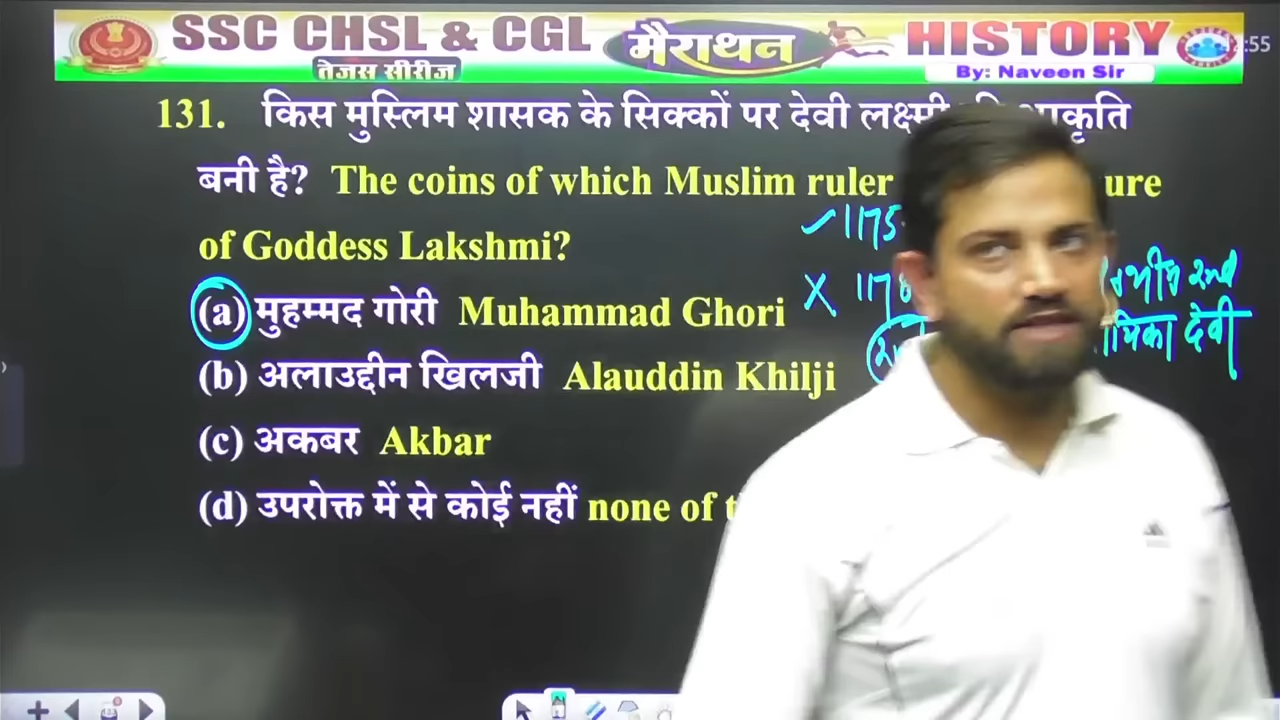 SSC CHSL & CGL
तेजस सीरीज
मैराथन
HISTORY
By: Naveen Sir
:55
131. किस मुस्लिम शासक के सिक्कों पर देवी लक्ष्मी
बनी है? The coins of which Muslim ruler
of Goddess Lakshmi?
1175
(a) मुहम्मद गोरी Muhammad Ghori
X 117
देवी
(b) अलाउद्दीन खिलजी Alauddin Khilji
(c) अकबर Akbar
(d) उपरोक्त में से कोई नहीं none of